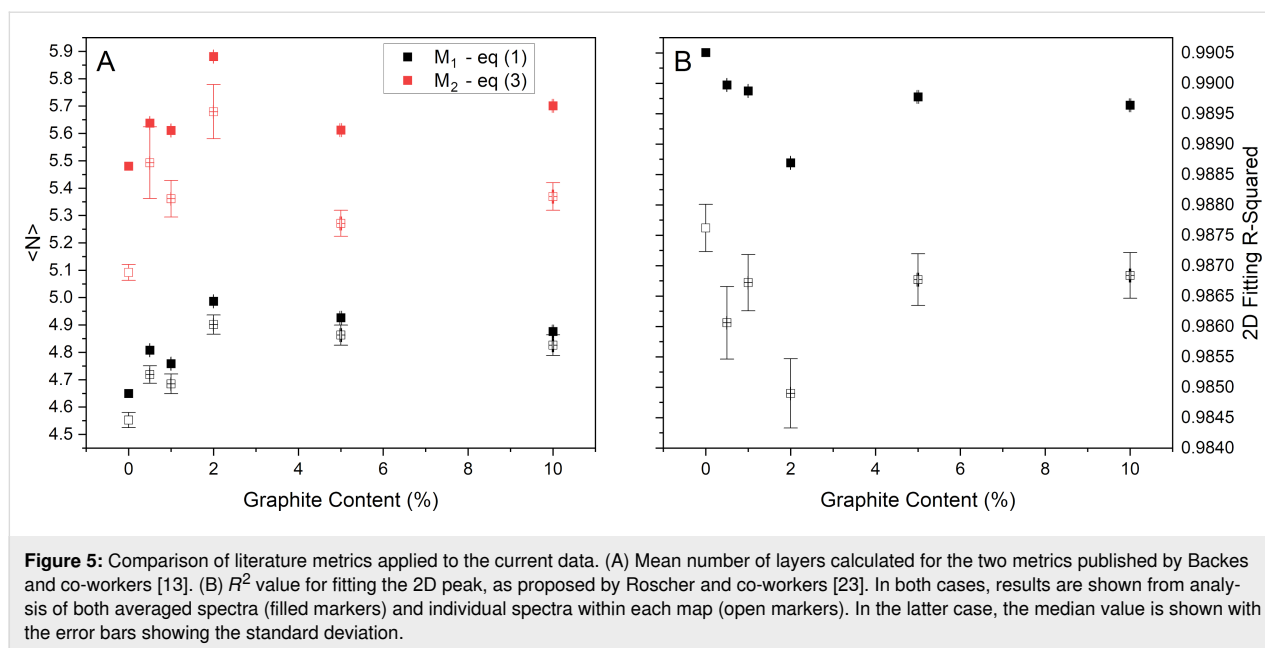 A
M1 - eq (1)
M2 - eq (3)
5.9
5.8
5.7
5.6
5.5
5.4
5.3
5.2
5.1
5.0
4.9
4.8
4.7
4.6
4.5
<N>
0 2 4 6 8 10
Graphite Content (%)
B
0.9905
0.9900
0.9895
0.9890
0.9885
0.9880
0.9875
0.9870
0.9865
0.9860
0.9855
0.9850
0.9845
0.9840
2D Fitting R-Squared
0 2 4 6 8 10
Graphite Content (%)
Figure 5: Comparison of literature metrics applied to the current data. (A) Mean number of layers calculated for the two metrics published by Backes
and co-workers [13]. (B) R² value for fitting the 2D peak, as proposed by Roscher and co-workers [23]. In both cases, results are shown from analy-
sis of both averaged spectra (filled markers) and individual spectra within each map (open markers). In the latter case, the median value is shown with
the error bars showing the standard deviation.